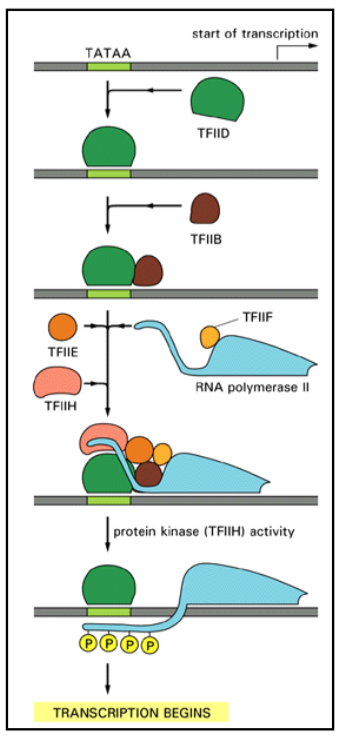 start of transcription
TATAA
TFIID
TFIIB
TFIIF
TFIIE
RNA polymerase II
TFIIH
protein kinase (TFIIH) activity
P P P P
TRANSCRIPTION BEGINS